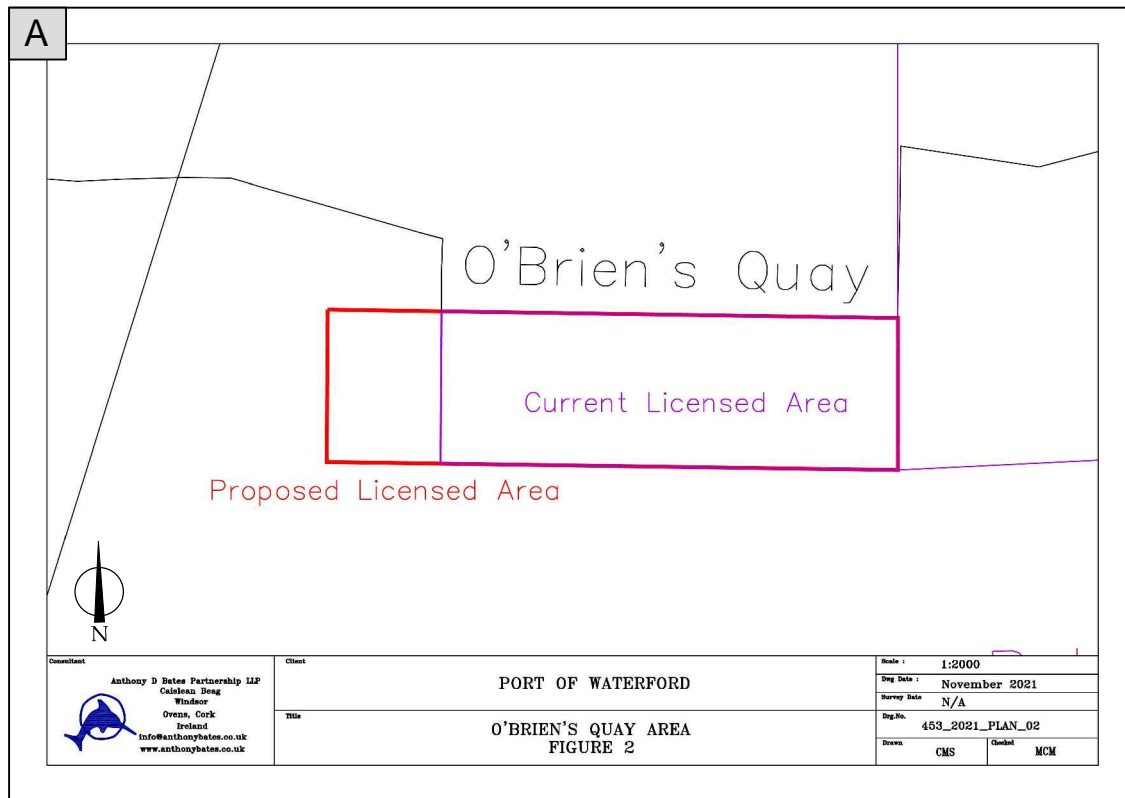 A
O'Brien's Quay
Current Licensed Area
Proposed Licensed Area
N
Consultant
Anthony D Bates Partnership LLP
Caislean Beag
Windsor
Ovens, Cork
Ireland
info@anthonybates.co.uk
www.anthonybates.co.uk
Client
PORT OF WATERFORD
Title
O'BRIEN'S QUAY AREA
FIGURE 2
Scale : 1:2000
Dwg Date : November 2021
Survey Date N/A
Drg.No. 453_2021_PLAN_02
Drawn CMS Checked MCM